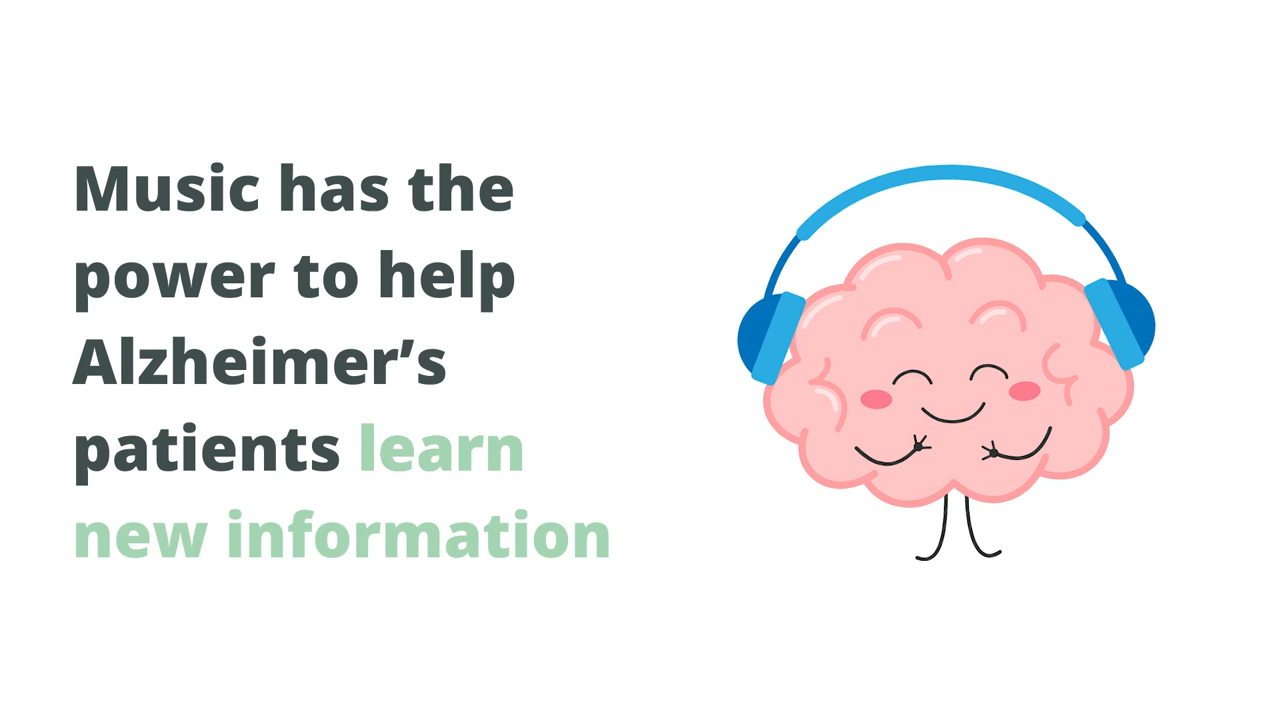 Music has the
power to help
Alzheimer’s
patients learn
new information